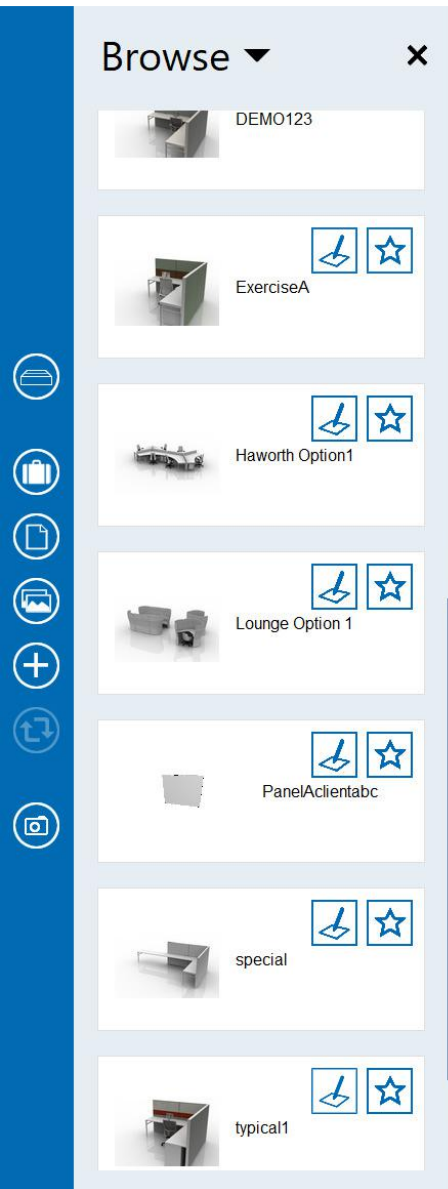 Browse
DEMO123
ExerciseA
Haworth Option1
Lounge Option 1
PanelAclientabc
special
typical1